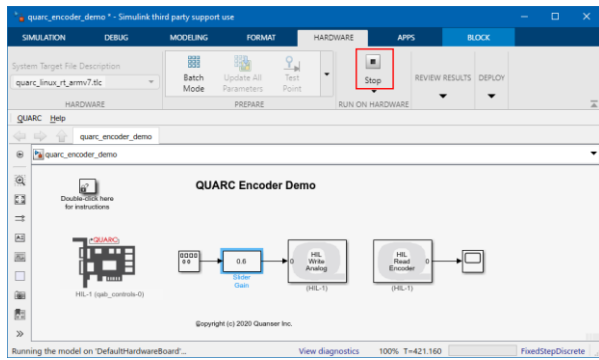 quarc_encoder_demo * - Simulink third party support use
SIMULATION DEBUG MODELING FORMAT HARDWARE APPS BLOCK
System Target File Description
quarc_linux_rt_armv7.tlc
Batch Mode
Update All Parameters
Test Point
Stop
REVIEW RESULTS
DEPLOY
HARDWARE PREPARE RUN ON HARDWARE
QUARC Help
quarc_encoder_demo
quarc_encoder_demo
?
Double-click here
for instructions
QUARC Encoder Demo
QUARC
HIL-1 (qab_controls-0)
0.6
Slider
Gain
0
HIL
Write
Analog
(HIL-1)
HIL
Read
Encoder
0
(HIL-1)
Copyright (c) 2020 Quanser Inc.
Running the model on 'DefaultHardwareBoard'... View diagnostics 100% T=421.160 FixedStepDiscrete